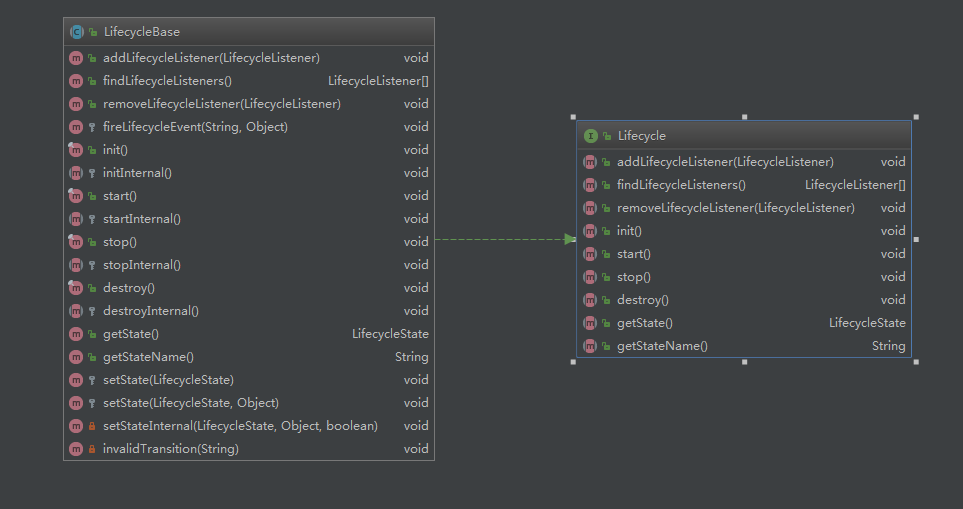 LifecycleBase
addLifecycleListener(LifecycleListener) void
findLifecycleListeners() LifecycleListener[]
removeLifecycleListener(LifecycleListener) void
fireLifecycleEvent(String, Object) void
init() void
initInternal() void
start() void
startInternal() void
stop() void
stopInternal() void
destroy() void
destroyInternal() void
getState() LifecycleState
getStateName() String
setState(LifecycleState) void
setState(LifecycleState, Object) void
setStateInternal(LifecycleState, Object, boolean) void
invalidTransition(String) void
Lifecycle
addLifecycleListener(LifecycleListener) void
findLifecycleListeners() LifecycleListener[]
removeLifecycleListener(LifecycleListener) void
init() void
start() void
stop() void
destroy() void
getState() LifecycleState
getStateName() String